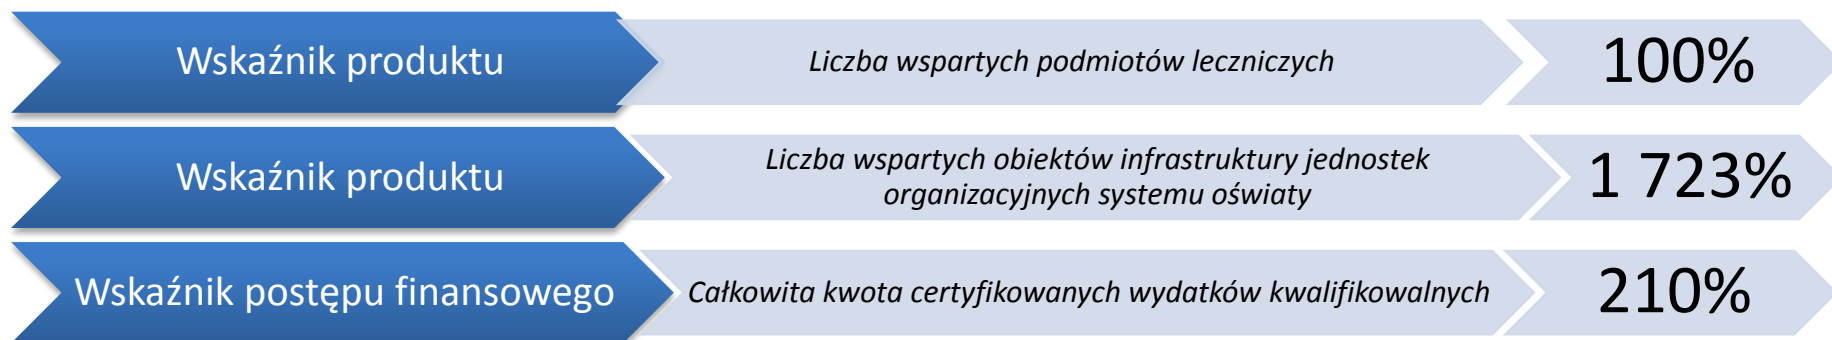 Wskaźnik produktu
Liczba wspartych podmiotów leczniczych
100%
Wskaźnik produktu
Liczba wspartych obiektów infrastruktury jednostek
organizacyjnych systemu oświaty
1 723%
Wskaźnik postępu finansowego
Całkowita kwota certyfikowanych wydatków kwalifikowalnych
210%